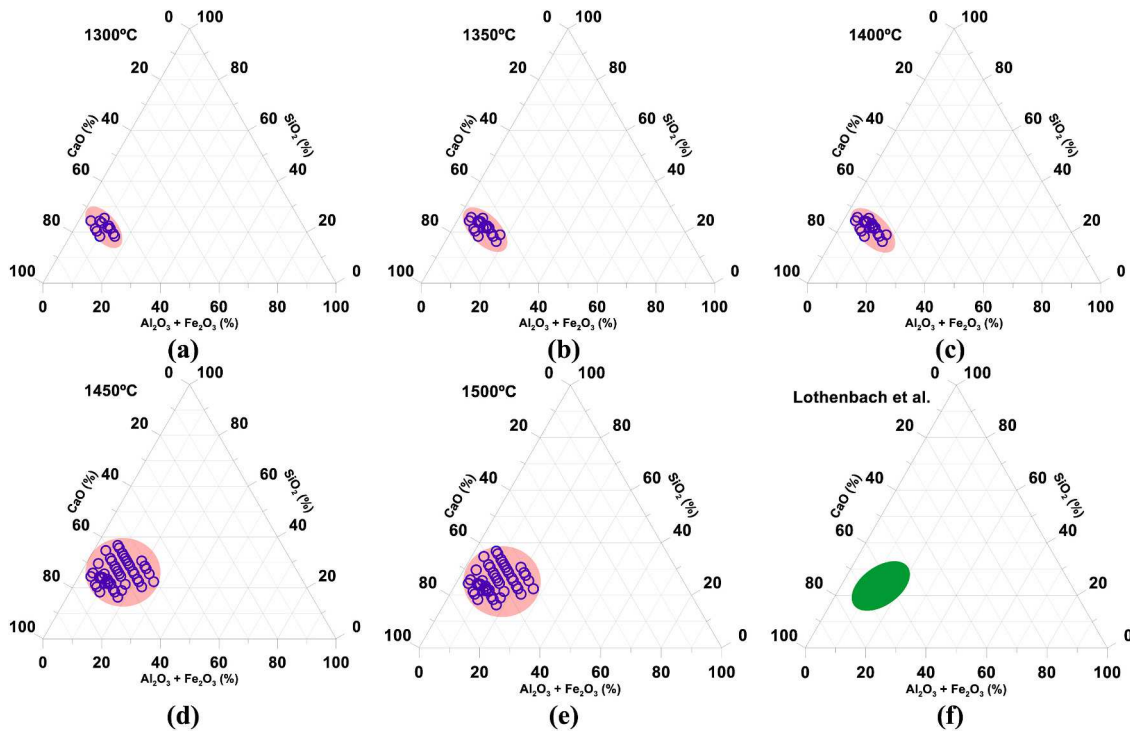 0 100
1300ºC
20 80
CaO (%)
40 60
SiO₂ (%)
60 40
80 20
100 0
0 20 40 60 80 100
Al₂O₃ + Fe₂O₃ (%)
(a)
0 100
1350ºC
20 80
CaO (%)
40 60
SiO₂ (%)
60 40
80 20
100 0
0 20 40 60 80 100
Al₂O₃ + Fe₂O₃ (%)
(b)
0 100
1400ºC
20 80
CaO (%)
40 60
SiO₂ (%)
60 40
80 20
100 0
0 20 40 60 80 100
Al₂O₃ + Fe₂O₃ (%)
(c)
0 100
1450ºC
20 80
CaO (%)
40 60
SiO₂ (%)
60 40
80 20
100 0
0 20 40 60 80 100
Al₂O₃ + Fe₂O₃ (%)
(d)
0 100
1500ºC
20 80
CaO (%)
40 60
SiO₂ (%)
60 40
80 20
100 0
0 20 40 60 80 100
Al₂O₃ + Fe₂O₃ (%)
(e)
0 100
Lothenbach et al.
20 80
CaO (%)
40 60
SiO₂ (%)
60 40
80 20
100 0
0 20 40 60 80 100
Al₂O₃ + Fe₂O₃ (%)
(f)